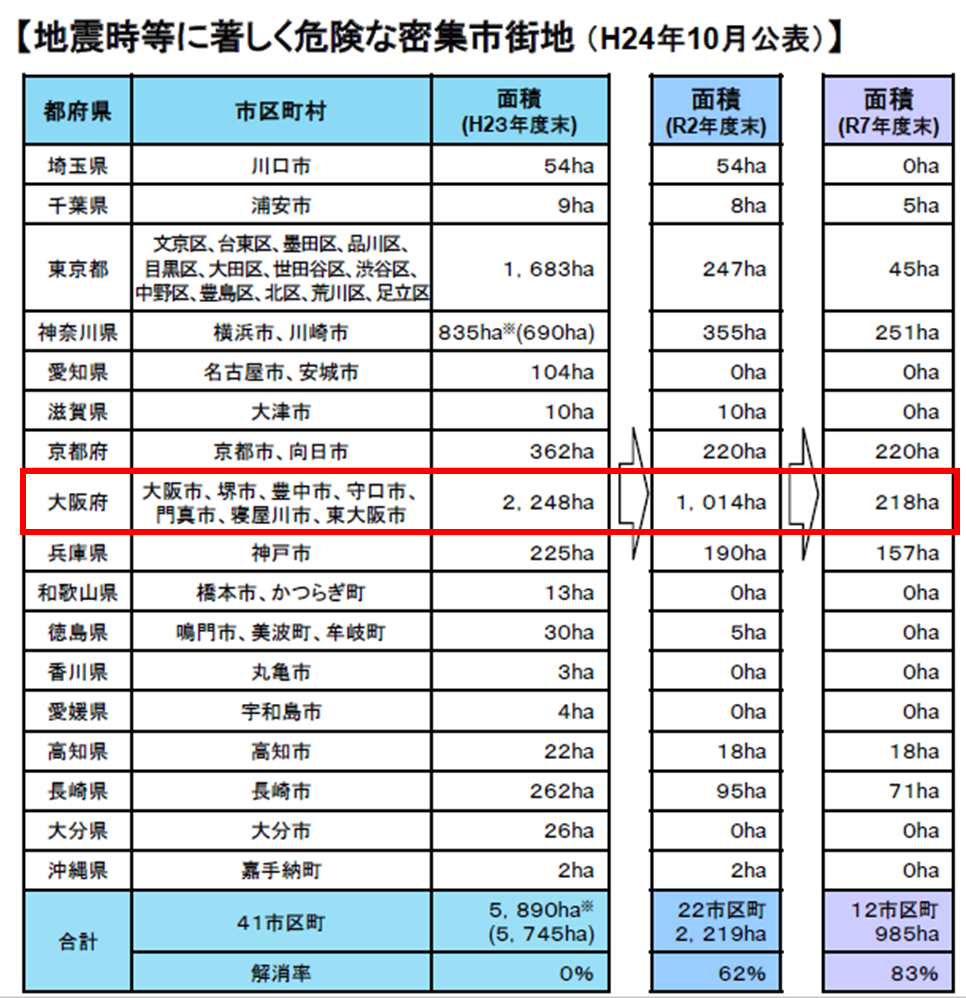 【地震時等に著しく危険な密集市街地（H24年10月公表）】
都府県 市区町村 面積 (H23年度末) 面積 (R2年度末) 面積 (R7年度末)
埼玉県 川口市 54ha 54ha 0ha
千葉県 浦安市 9ha 8ha 5ha
東京都 文京区、台東区、墨田区、品川区、
目黒区、大田区、世田谷区、渋谷区、
中野区、豊島区、北区、荒川区、足立区 1,683ha 247ha 45ha
神奈川県 横浜市、川崎市 835ha※(690ha) 355ha 251ha
愛知県 名古屋市、安城市 104ha 0ha 0ha
滋賀県 大津市 10ha 10ha 0ha
京都府 京都市、向日市 362ha 220ha 220ha
大阪府 大阪市、堺市、豊中市、守口市、
門真市、寝屋川市、東大阪市 2,248ha 1,014ha 218ha
兵庫県 神戸市 225ha 190ha 157ha
和歌山県 橋本市、かつらぎ町 13ha 0ha 0ha
徳島県 鳴門市、美波町、牟岐町 30ha 5ha 0ha
香川県 丸亀市 3ha 0ha 0ha
愛媛県 宇和島市 4ha 0ha 0ha
高知県 高知市 22ha 18ha 18ha
長崎県 長崎市 262ha 95ha 71ha
大分県 大分市 26ha 0ha 0ha
沖縄県 嘉手納町 2ha 2ha 0ha
合計 41市区町 5,890ha※ 22市区町 12市区町
(5,745ha) 2,219ha 985ha
解消率 0% 62% 83%